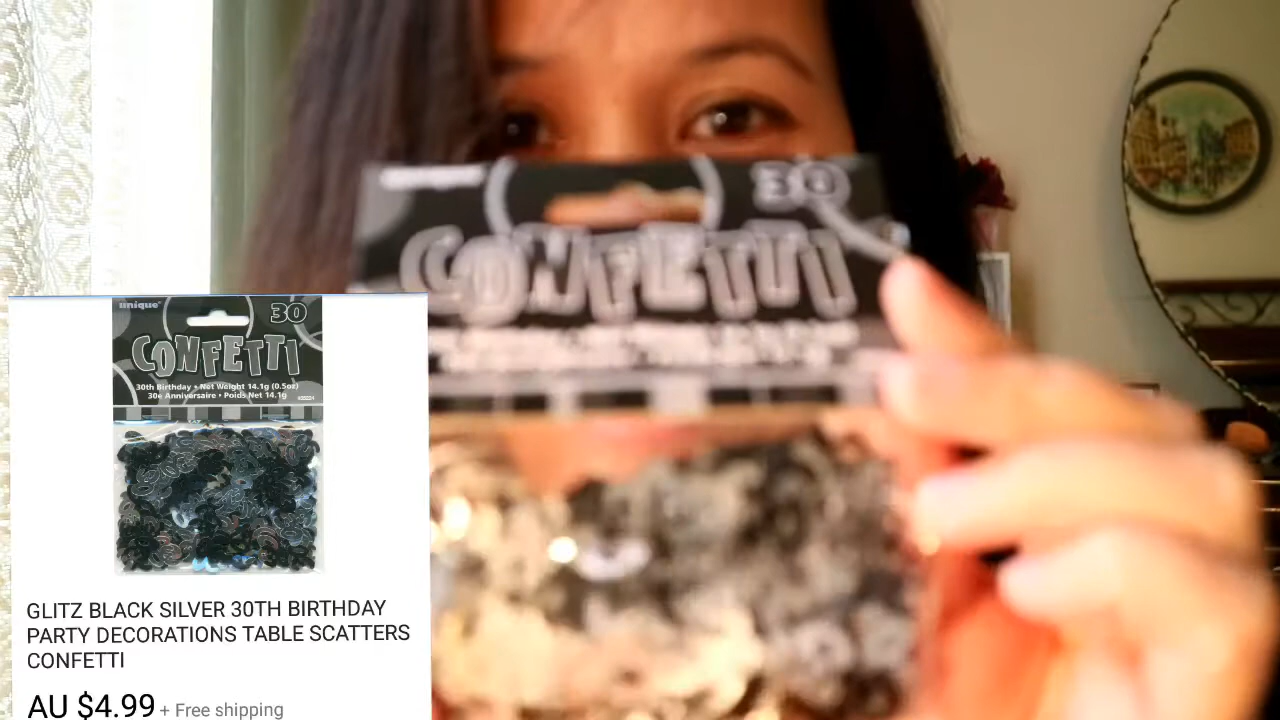 30
CONFETTI
unique
30
CONFETTI
30th Birthday • Net Weight 14.1g (0.5oz)
30e Anniversaire • Poids Net 14.1g
GLITZ BLACK SILVER 30TH BIRTHDAY
PARTY DECORATIONS TABLE SCATTERS
CONFETTI
AU $4.99 + Free shipping